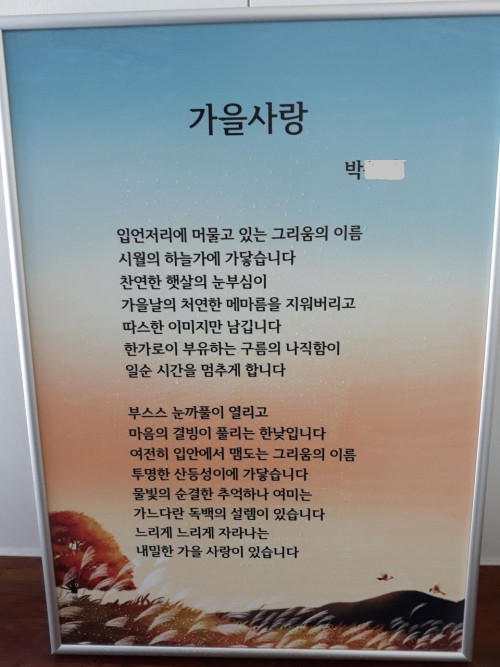 가을사랑
박
입언저리에 머물고 있는 그리움의 이름
시월의 하늘가에 가닿습니다
찬연한 햇살의 눈부심이
가을날의 처연한 메마름을 지워버리고
따스한 이미지만 남깁니다
한가로이 부유하는 구름의 나직함이
일순 시간을 멈추게 합니다
부스스 눈까풀이 열리고
마음의 결빙이 풀리는 한낮입니다
여전히 입안에서 맴도는 그리움의 이름
투명한 산등성이에 가닿습니다
물빛의 순결한 추억하나 여미는
가느다란 독백의 설렘이 있습니다
느리게 느리게 자라나는
내밀한 가을 사랑이 있습니다